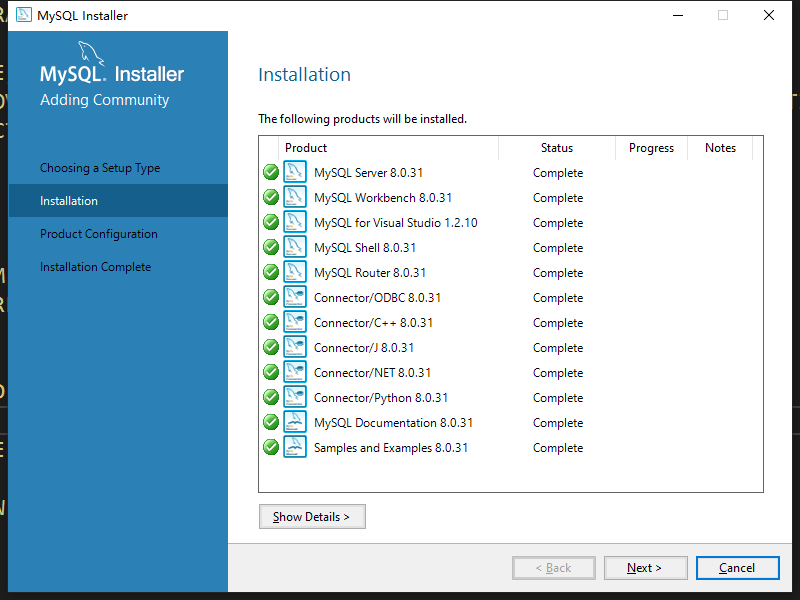 MySQL Installer
MySQL. Installer
Adding Community
Choosing a Setup Type
Installation
Product Configuration
Installation Complete
Installation
The following products will be installed.
Product Status Progress Notes
MySQL Server 8.0.31 Complete
MySQL Workbench 8.0.31 Complete
MySQL for Visual Studio 1.2.10 Complete
MySQL Shell 8.0.31 Complete
MySQL Router 8.0.31 Complete
Connector/ODBC 8.0.31 Complete
Connector/C++ 8.0.31 Complete
Connector/J 8.0.31 Complete
Connector/NET 8.0.31 Complete
Connector/Python 8.0.31 Complete
MySQL Documentation 8.0.31 Complete
Samples and Examples 8.0.31 Complete
Show Details >
< Back Next > Cancel